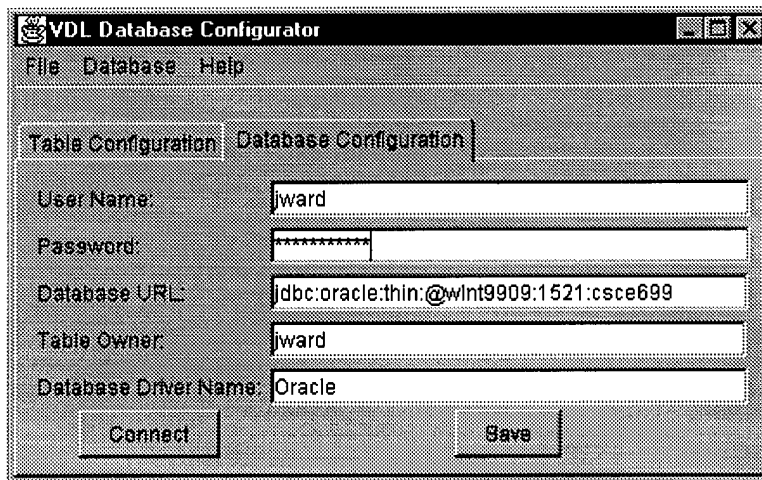 VDL Database Configurator
File Database Help
Table Configuration Database Configuration
User Name: jward
Password: ***********
Database URL: jdbc:oracle:thin:@wint9909:1521:csce699
Table Owner: jward
Database Driver Name: Oracle
Connect Save